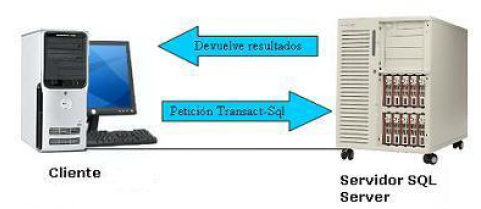 Devuelve resultados
Petición Transact-Sql
Cliente
Servidor SQL
Server